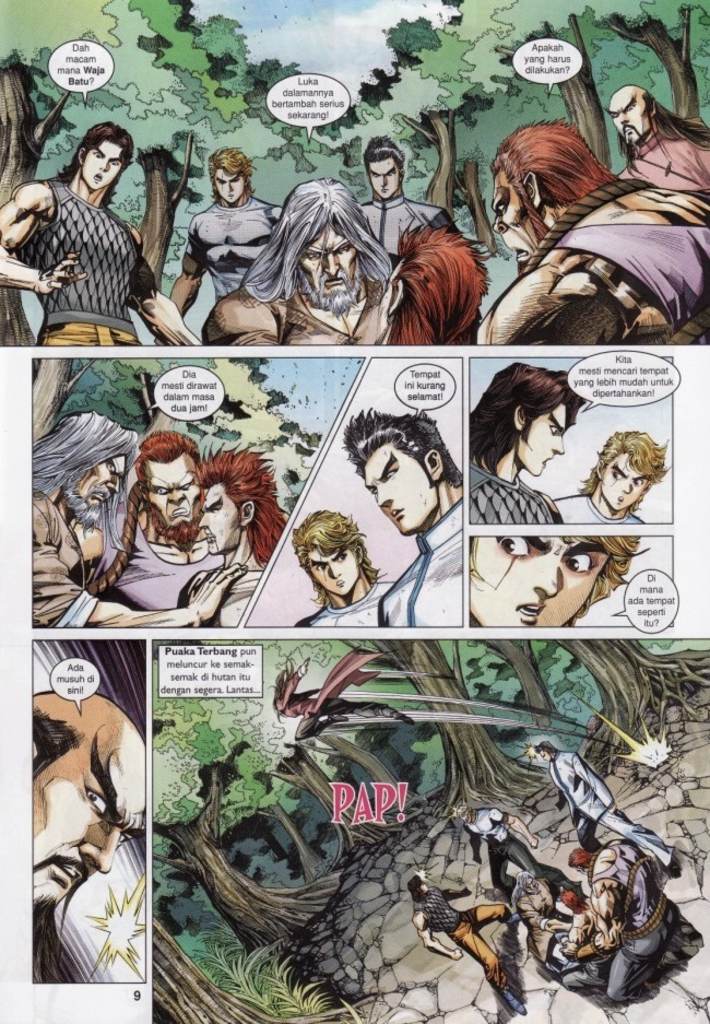 Dah
macam
mana Waja
Batu?
Luka
dalamannya
bertambah serius
sekarang!
Apakah
yang harus
dilakukan?
Dia
mesti dirawat
dalam masa
dua jam!
Tempat
ini kurang
selamat!
Kita
mesti mencari tempat
yang lebih mudah untuk
dipertahankan!
Di
mana
ada tempat
seperti
itu?
Ada
musuh di
sini!
Puaka Terbang pun
meluncur ke semak-
semak di hutan itu
dengan segera. Lantas...
PAP!
9